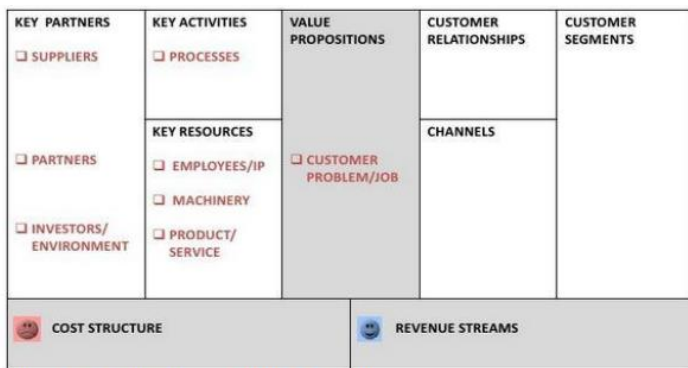 KEY PARTNERS
❑ SUPPLIERS
❑ PARTNERS
❑ INVESTORS/
ENVIRONMENT
KEY ACTIVITIES
❑ PROCESSES
KEY RESOURCES
❑ EMPLOYEES/IP
❑ MACHINERY
❑ PRODUCT/
SERVICE
VALUE
PROPOSITIONS
❑ CUSTOMER
PROBLEM/JOB
CUSTOMER
RELATIONSHIPS
CHANNELS
CUSTOMER
SEGMENTS
COST STRUCTURE
REVENUE STREAMS